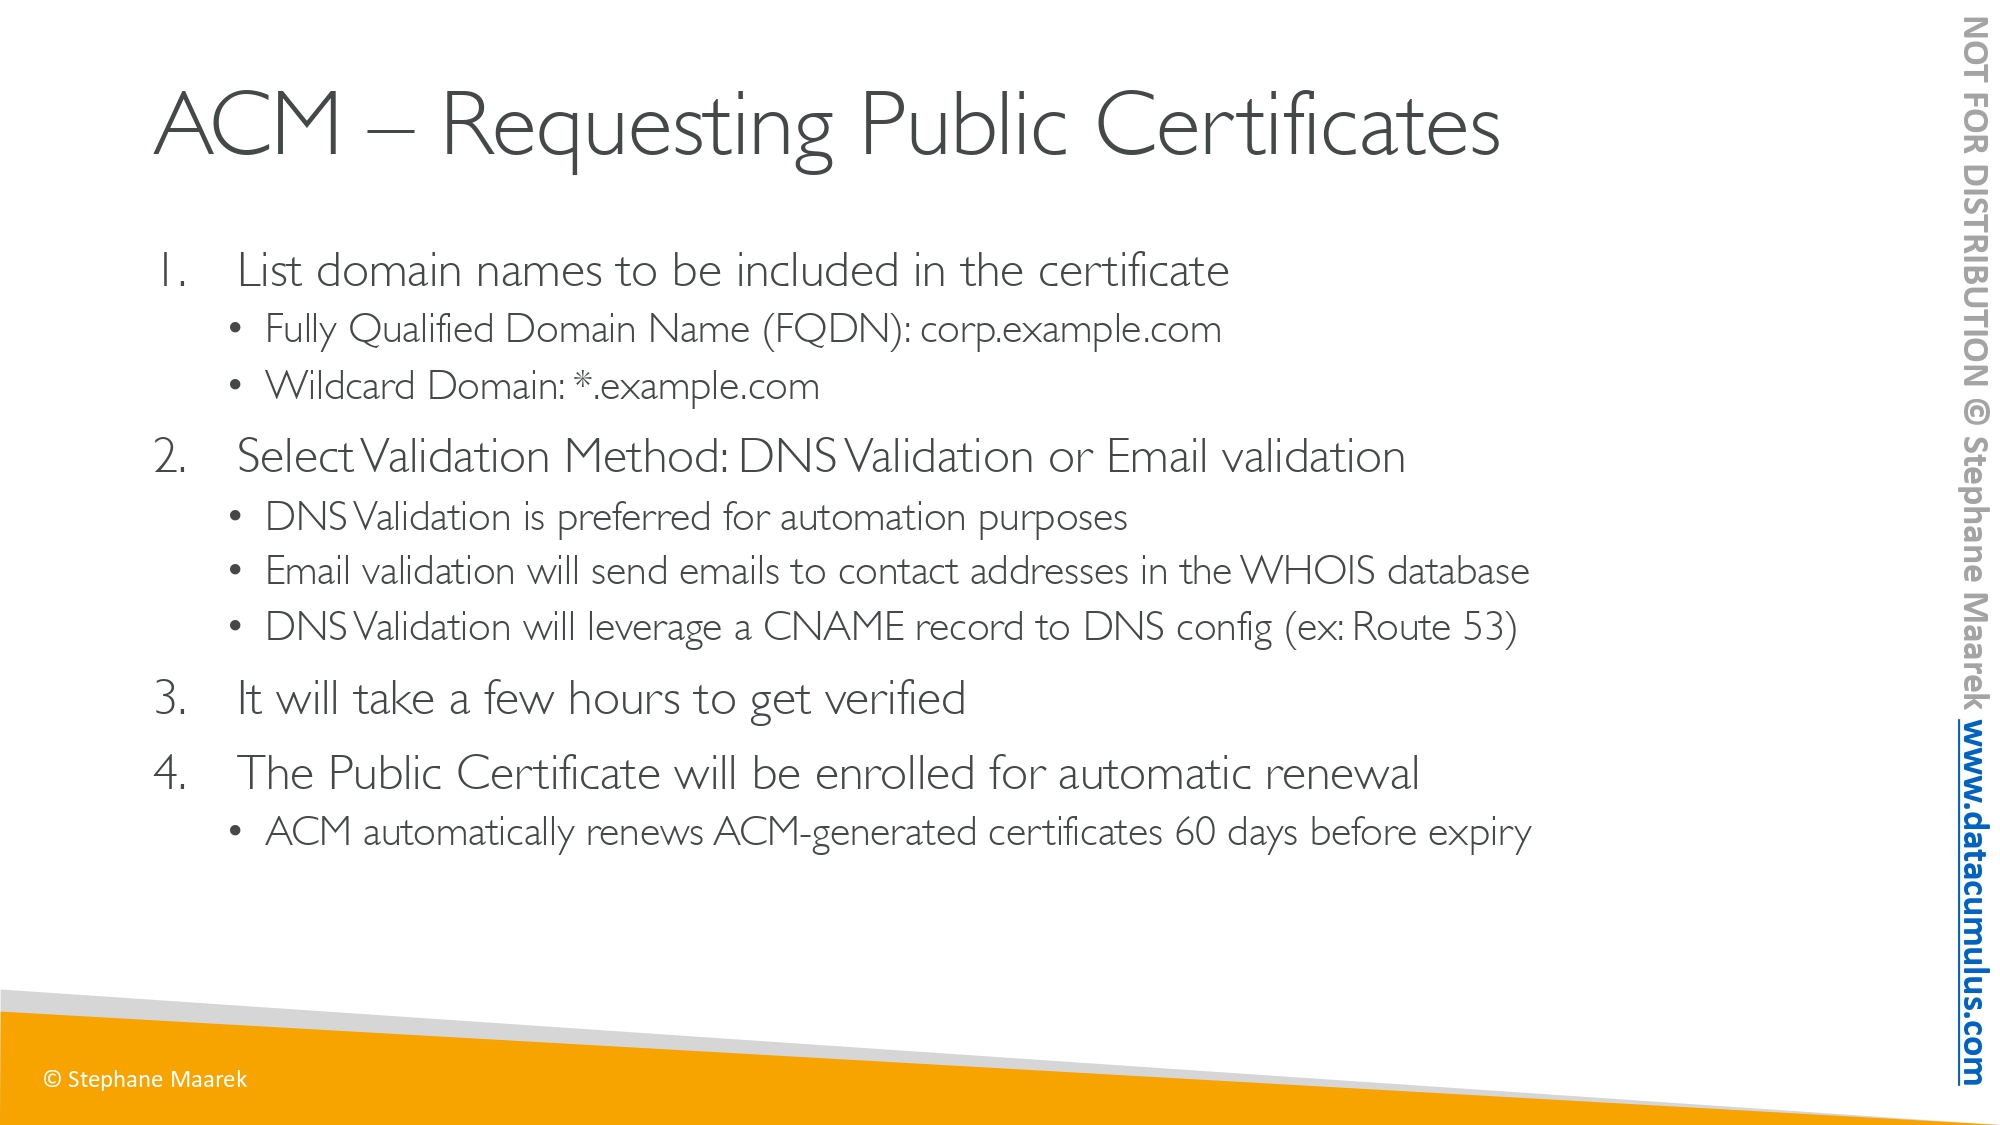 ACM – Requesting Public Certificates
1. List domain names to be included in the certificate
• Fully Qualified Domain Name (FQDN): corp.example.com
• Wildcard Domain: *.example.com
2. Select Validation Method: DNS Validation or Email validation
• DNS Validation is preferred for automation purposes
• Email validation will send emails to contact addresses in the WHOIS database
• DNS Validation will leverage a CNAME record to DNS config (ex: Route 53)
3. It will take a few hours to get verified
4. The Public Certificate will be enrolled for automatic renewal
• ACM automatically renews ACM-generated certificates 60 days before expiry
© Stephane Maarek
NOT FOR DISTRIBUTION © Stephane Maarek www.datacumulus.com